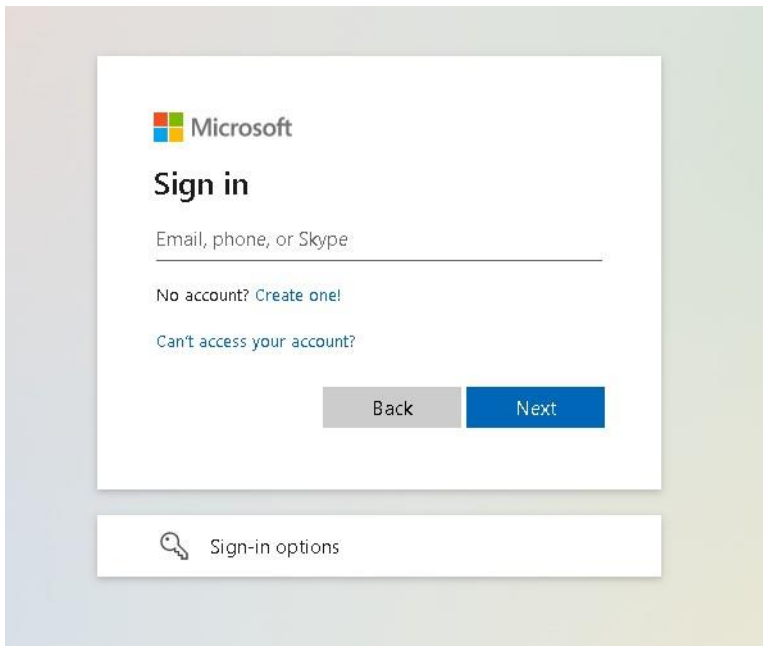 Microsoft
Sign in
Email, phone, or Skype
No account? Create one!
Can't access your account?
Back Next
Sign-in options